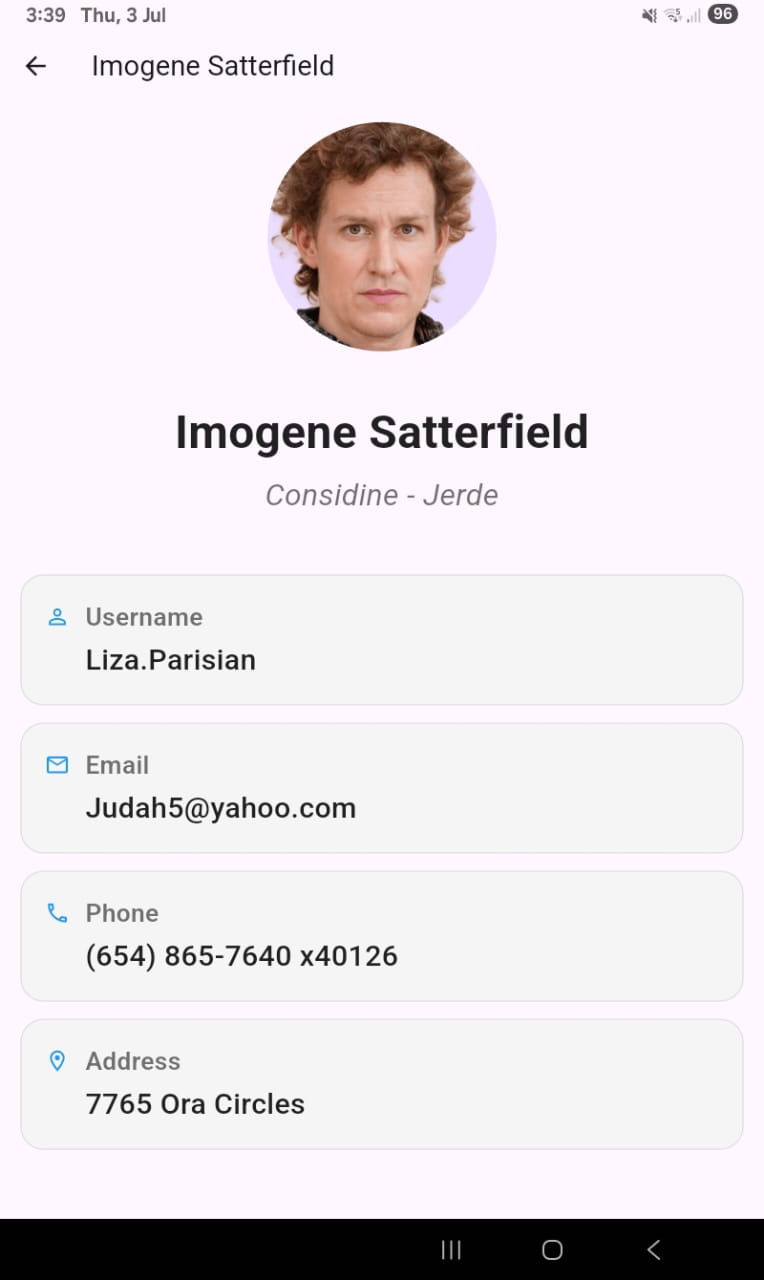 3:39 Thu, 3 Jul 5 96
Imogene Satterfield
Imogene Satterfield
Considine - Jerde
Username
Liza.Parisian
Email
Judah5@yahoo.com
Phone
(654) 865-7640 x40126
Address
7765 Ora Circles